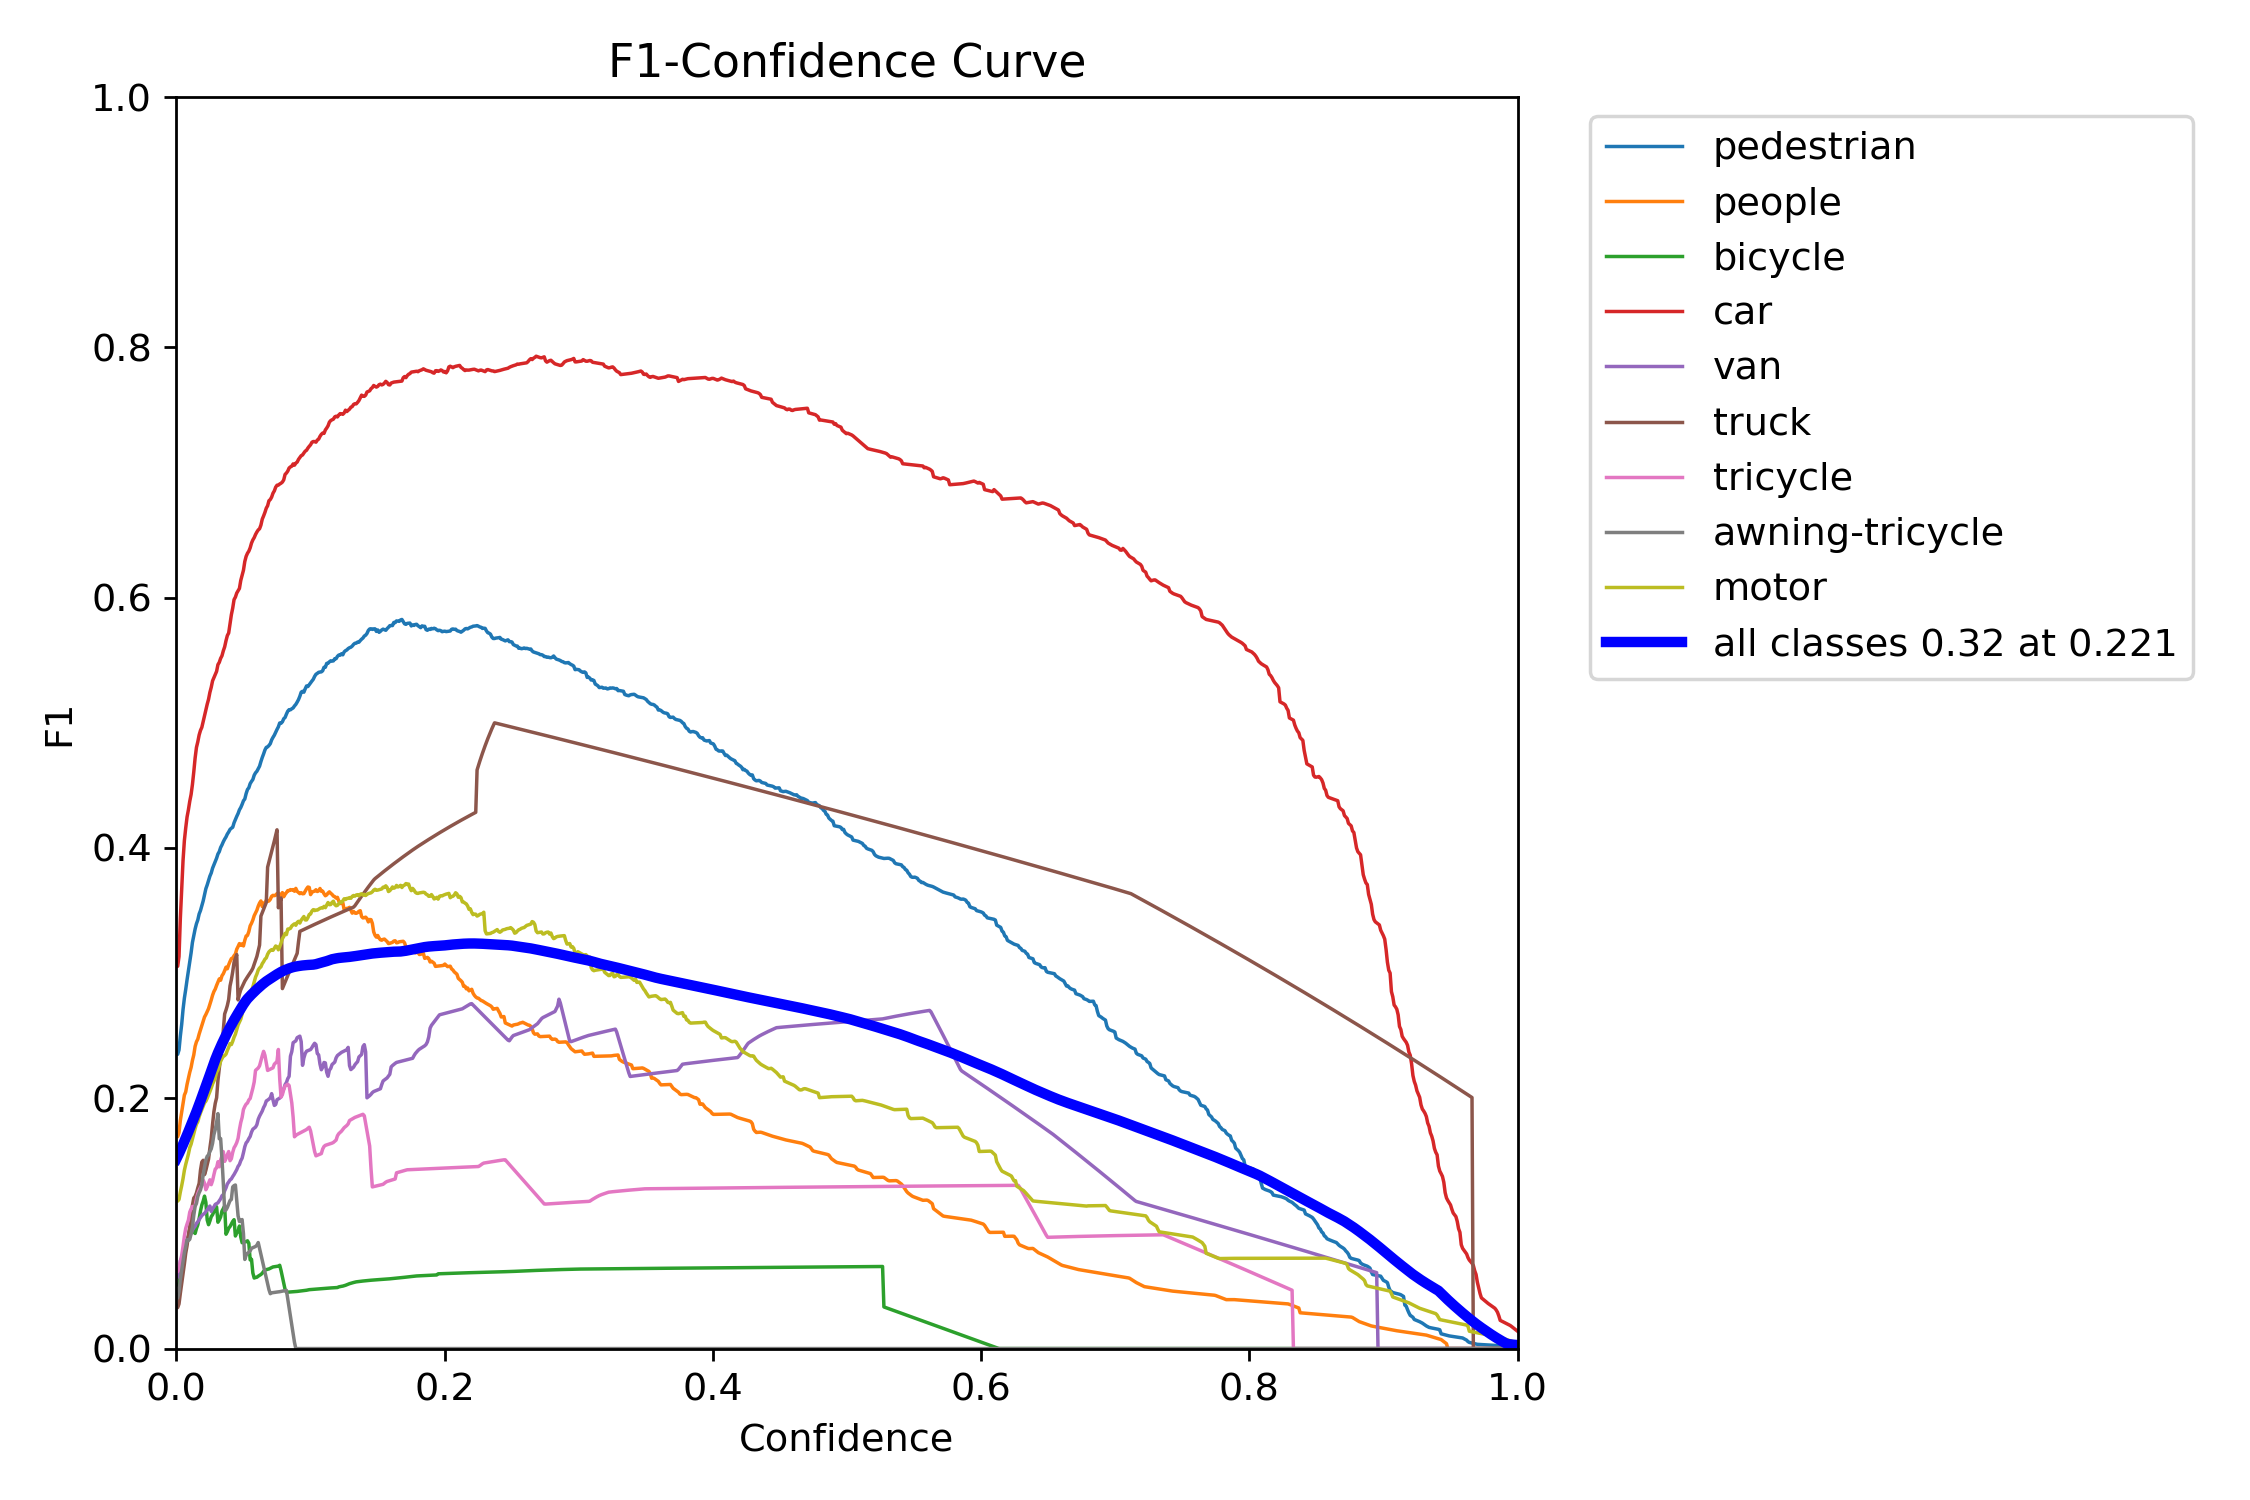 F1-Confidence Curve
1.0
0.8
0.6
0.4
0.2
0.0
F1
0.0 0.2 0.4 0.6 0.8 1.0
Confidence
pedestrian
people
bicycle
car
van
truck
tricycle
awning-tricycle
motor
all classes 0.32 at 0.221